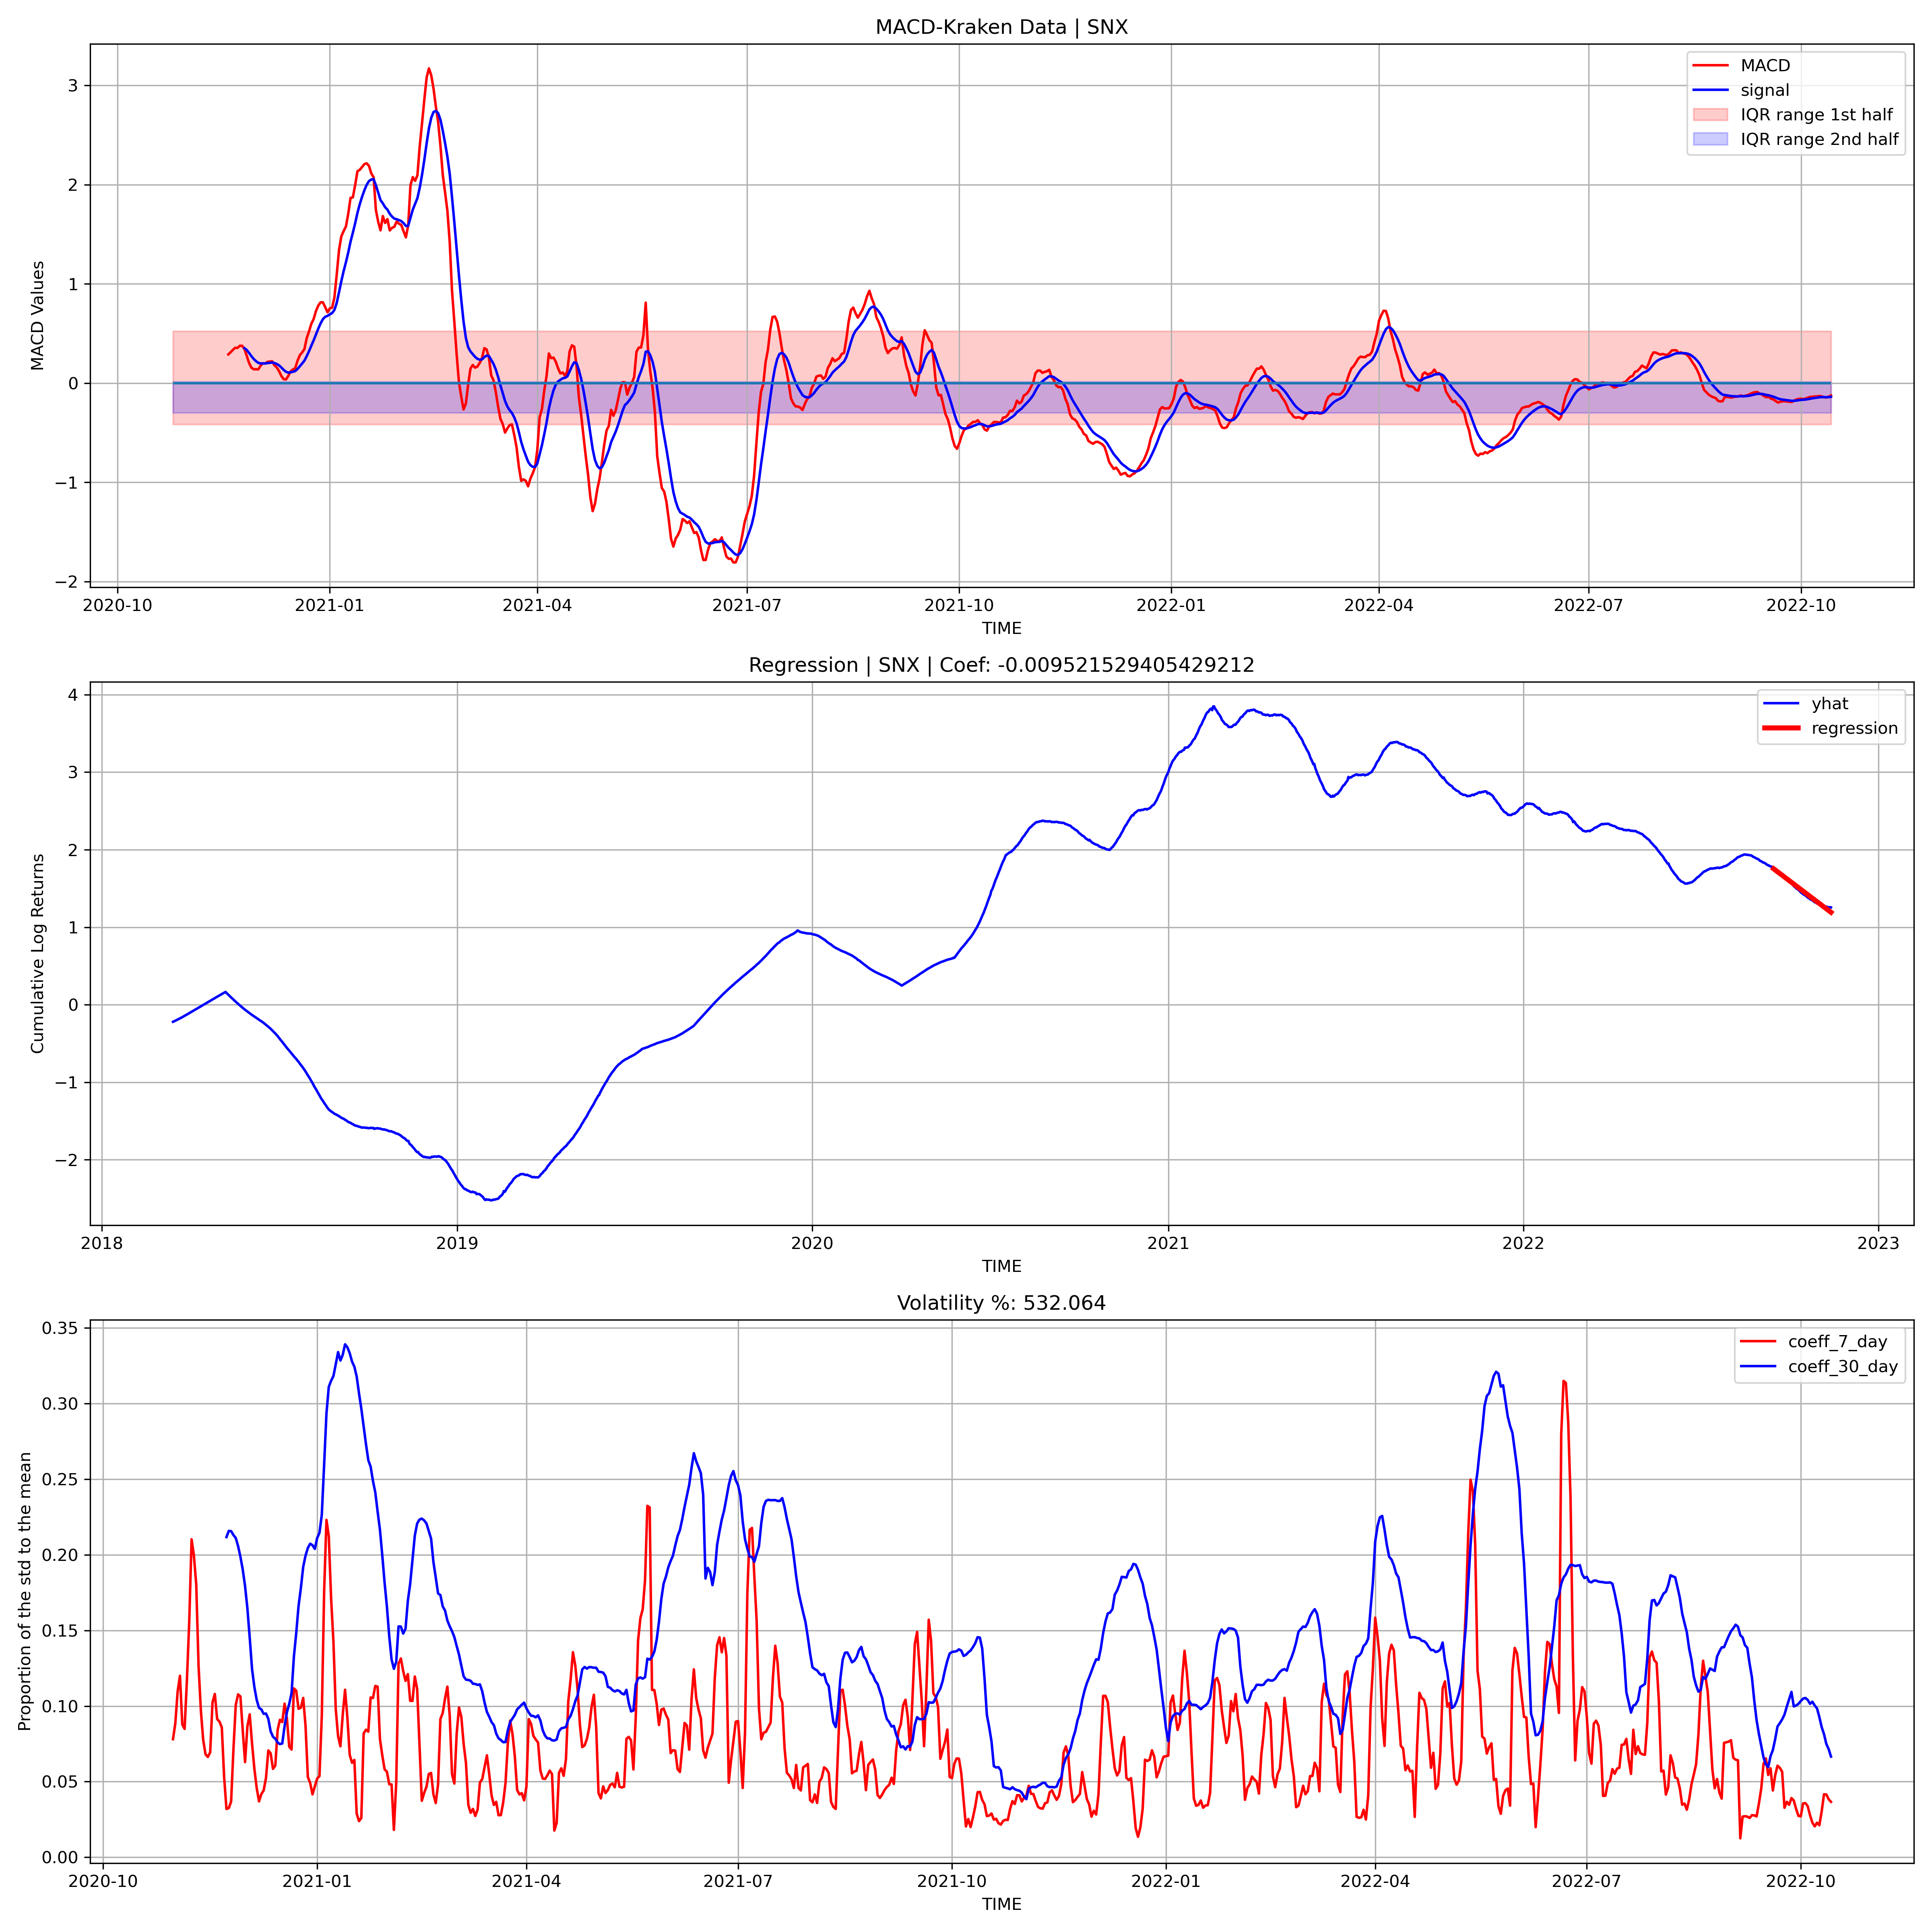 MACD-Kraken Data | SNX
MACD Values
3
2
1
0
−1
−2
MACD
signal
IQR range 1st half
IQR range 2nd half
2020-10 2021-01 2021-04 2021-07 2021-10 2022-01 2022-04 2022-07 2022-10
TIME
Regression | SNX | Coef: -0.009521529405429212
Cumulative Log Returns
4
3
2
1
0
−1
−2
yhat
regression
2018 2019 2020 2021 2022 2023
TIME
Volatility %: 532.064
Proportion of the std to the mean
0.35
0.30
0.25
0.20
0.15
0.10
0.05
0.00
coeff_7_day
coeff_30_day
2020-10 2021-01 2021-04 2021-07 2021-10 2022-01 2022-04 2022-07 2022-10
TIME